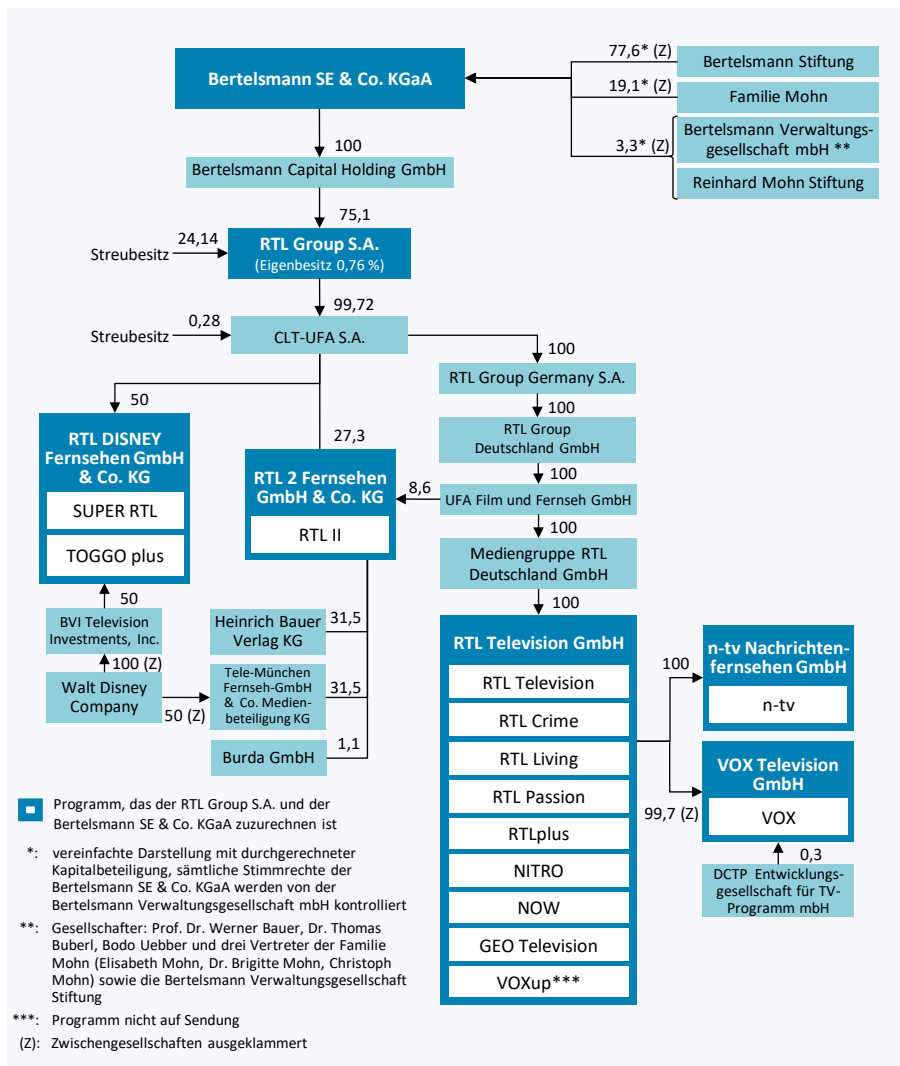 Bertelsmann SE & Co. KGaA
77,6* (Z)
Bertelsmann Stiftung
19,1* (Z)
Familie Mohn
3,3* (Z)
Bertelsmann Verwaltungs-
gesellschaft mbH **
Reinhard Mohn Stiftung
100
Bertelsmann Capital Holding GmbH
75,1
Streubesitz
24,14
RTL Group S.A.
(Eigenbesitz 0,76 %)
99,72
Streubesitz
0,28
CLT-UFA S.A.
100
RTL Group Germany S.A.
100
RTL Group
Deutschland GmbH
100
UFA Film und Fernseh GmbH
8,6
100
Mediengruppe RTL
Deutschland GmbH
100
50
RTL DISNEY
Fernsehen GmbH
& Co. KG
SUPER RTL
TOGGO plus
50
BVI Television
Investments, Inc.
100 (Z)
Walt Disney
Company
50 (Z)
27,3
RTL 2 Fernsehen
GmbH & Co. KG
RTL II
Heinrich Bauer
Verlag KG
31,5
Tele-München
Fernseh-GmbH
& Co. Medien-
beteiligung KG
31,5
Burda GmbH
1,1
RTL Television GmbH
RTL Television
RTL Crime
RTL Living
RTL Passion
RTLplus
NITRO
NOW
GEO Television
VOXup***
100
n-tv Nachrichten-
fernsehen GmbH
n-tv
99,7 (Z)
VOX Television
GmbH
VOX
0,3
DCTP Entwicklungs-
gesellschaft für TV-
Programm mbH
Programm, das der RTL Group S.A. und der
Bertelsmann SE & Co. KGaA zuzurechnen ist
*: vereinfachte Darstellung mit durchgerechneter
Kapitalbeteiligung, sämtliche Stimmrechte der
Bertelsmann SE & Co. KGaA werden von der
Bertelsmann Verwaltungsgesellschaft mbH kontrolliert
**: Gesellschafter: Prof. Dr. Werner Bauer, Dr. Thomas
Buberl, Bodo Uebber und drei Vertreter der Familie
Mohn (Elisabeth Mohn, Dr. Brigitte Mohn, Christoph
Mohn) sowie die Bertelsmann Verwaltungsgesellschaft
Stiftung
***: Programm nicht auf Sendung
(Z): Zwischengesellschaften ausgeklammert